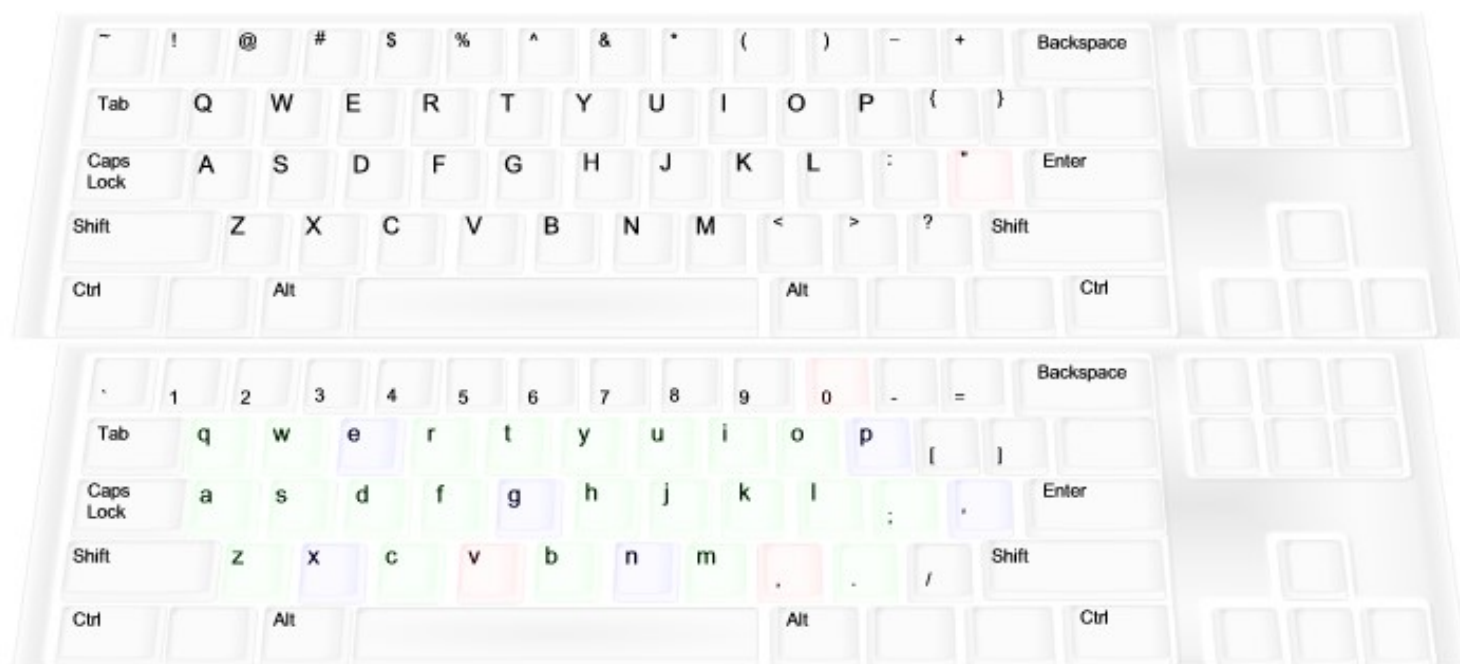 ~ ! @ # $ % ^ & * ( ) – + Backspace
Tab Q W E R T Y U I O P { }
Caps Lock A S D F G H J K L : " Enter
Shift Z X C V B N M < > ? Shift
Ctrl Alt Alt Ctrl
` 1 2 3 4 5 6 7 8 9 0 - = Backspace
Tab q w e r t y u i o p [ ]
Caps Lock a s d f g h j k l ; ' Enter
Shift z x c v b n m , . / Shift
Ctrl Alt Alt Ctrl